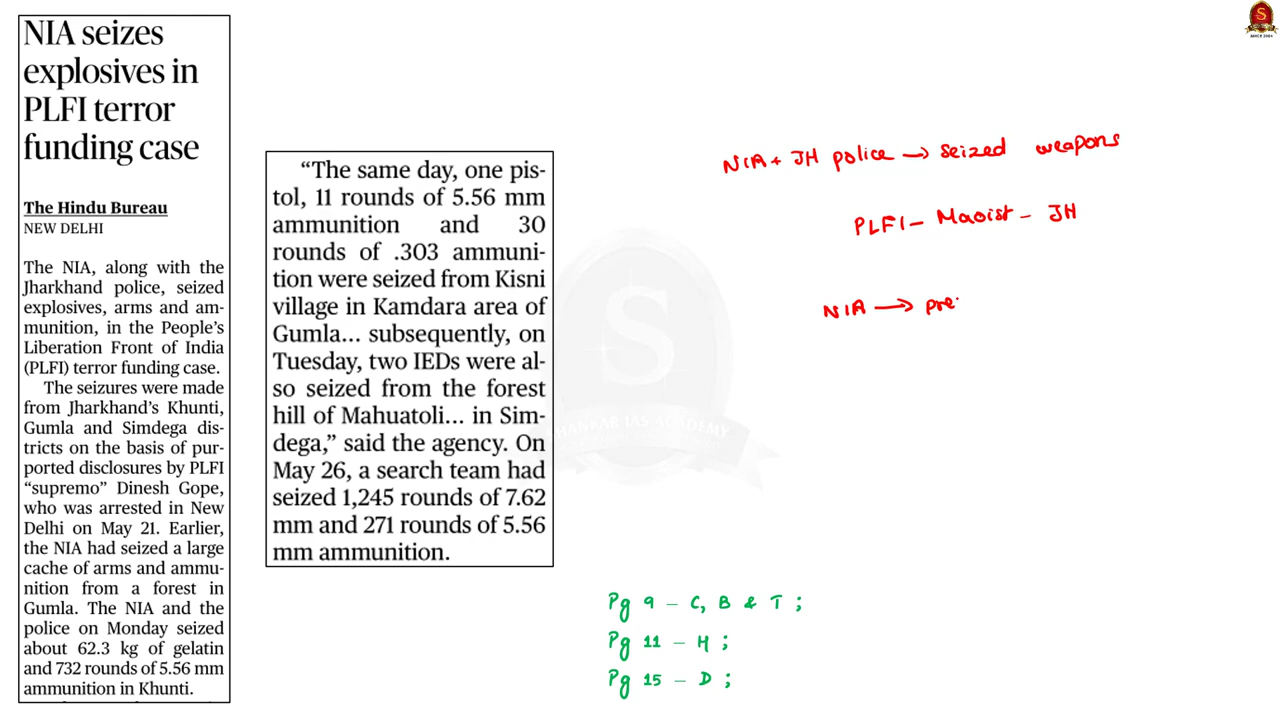 NIA seizes
explosives in
PLFI terror
funding case
The Hindu Bureau
NEW DELHI
The NIA, along with the
Jharkhand police, seized
explosives, arms and am-
munition, in the People’s
Liberation Front of India
(PLFI) terror funding case.
The seizures were made
from Jharkhand’s Khunti,
Gumla and Simdega dis-
tricts on the basis of pur-
ported disclosures by PLFI
“supremo” Dinesh Gope,
who was arrested in New
Delhi on May 21. Earlier,
the NIA had seized a large
cache of arms and ammu-
nition from a forest in
Gumla. The NIA and the
police on Monday seized
about 62.3 kg of gelatin
and 732 rounds of 5.56 mm
ammunition in Khunti.
“The same day, one pis-
tol, 11 rounds of 5.56 mm
ammunition and 30
rounds of .303 ammuni-
tion were seized from Kisni
village in Kamdara area of
Gumla... subsequently, on
Tuesday, two IEDs were al-
so seized from the forest
hill of Mahuatoli... in Sim-
dega,” said the agency. On
May 26, a search team had
seized 1,245 rounds of 7.62
mm and 271 rounds of 5.56
mm ammunition.
NIA + JH police → seized weapons
PLFI - Maoist - JH
NIA → pre
Pg 9 - C, B & T ;
Pg 11 - H ;
Pg 15 - D ;
S
SINCE 2004
S
SHANKAR IAS ACADEMY